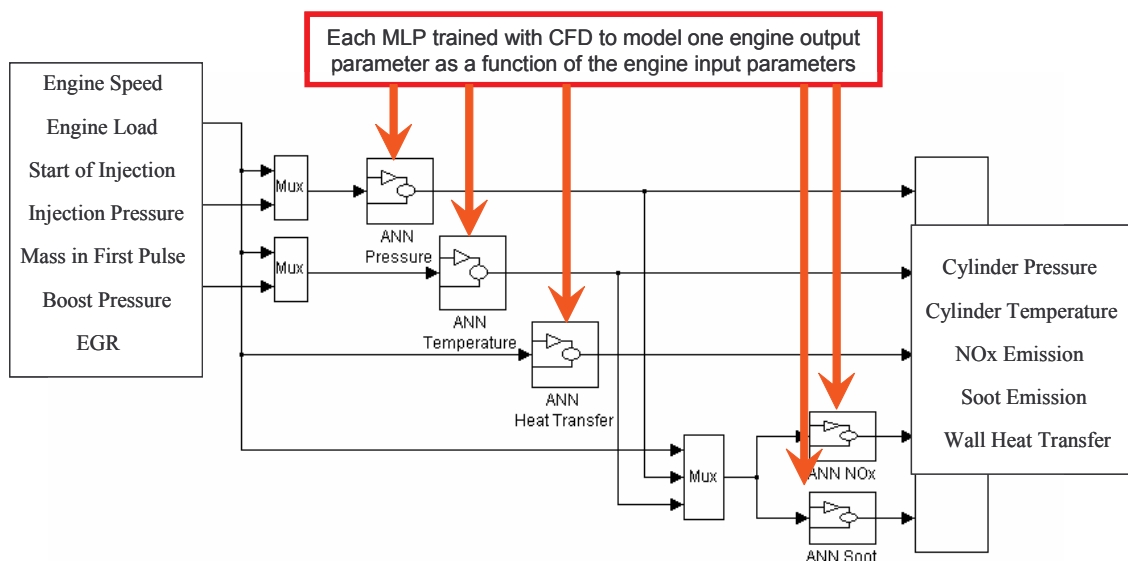 Each MLP trained with CFD to model one engine output
parameter as a function of the engine input parameters
Engine Speed
Engine Load
Start of Injection
Injection Pressure
Mass in First Pulse
Boost Pressure
EGR
Mux
Mux
ANN
Pressure
ANN
Temperature
ANN
Heat Transfer
Mux
ANN NOx
ANN Soot
Cylinder Pressure
Cylinder Temperature
NOx Emission
Soot Emission
Wall Heat Transfer